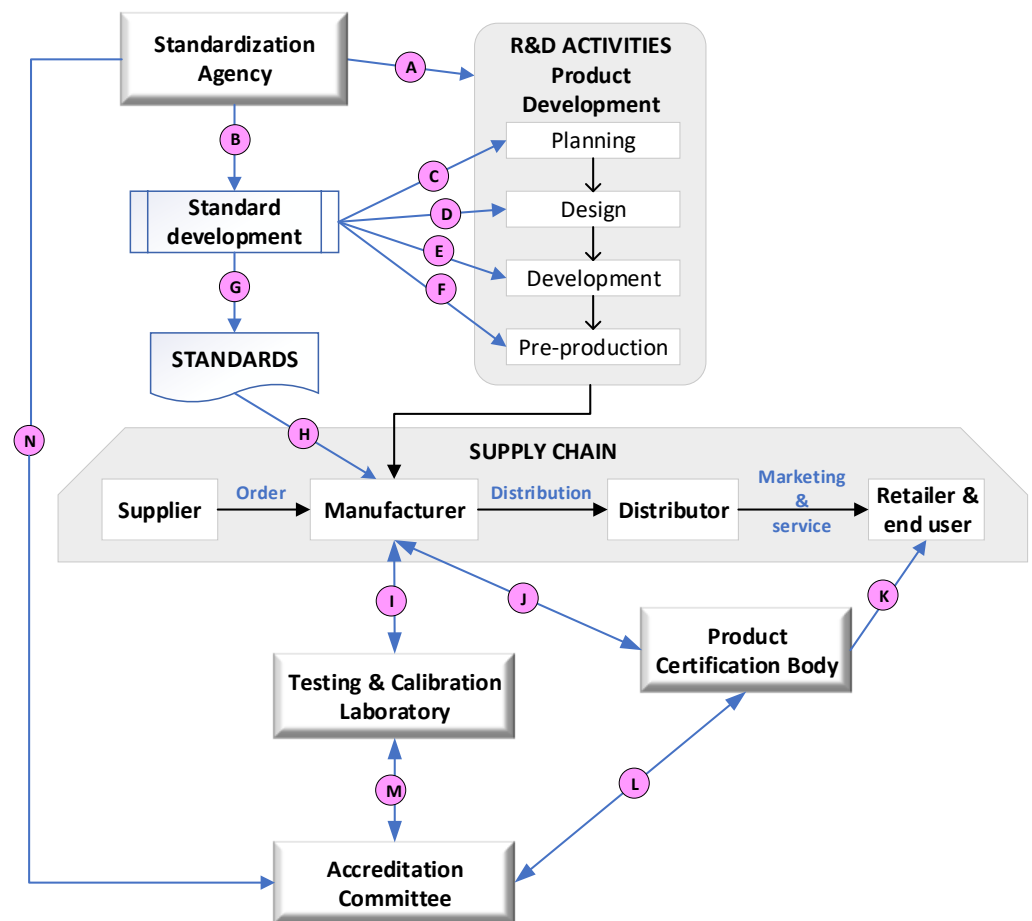 Standardization
Agency
A
R&D ACTIVITIES
Product
Development
B
Planning
C
Standard
development
D
Design
E
Development
G
F
STANDARDS
Pre-production
N
H
SUPPLY CHAIN
Supplier
Order
Manufacturer
Distribution
Distributor
Marketing
&
service
Retailer &
end user
I
J
K
Testing & Calibration
Laboratory
Product
Certification Body
M
L
Accreditation
Committee